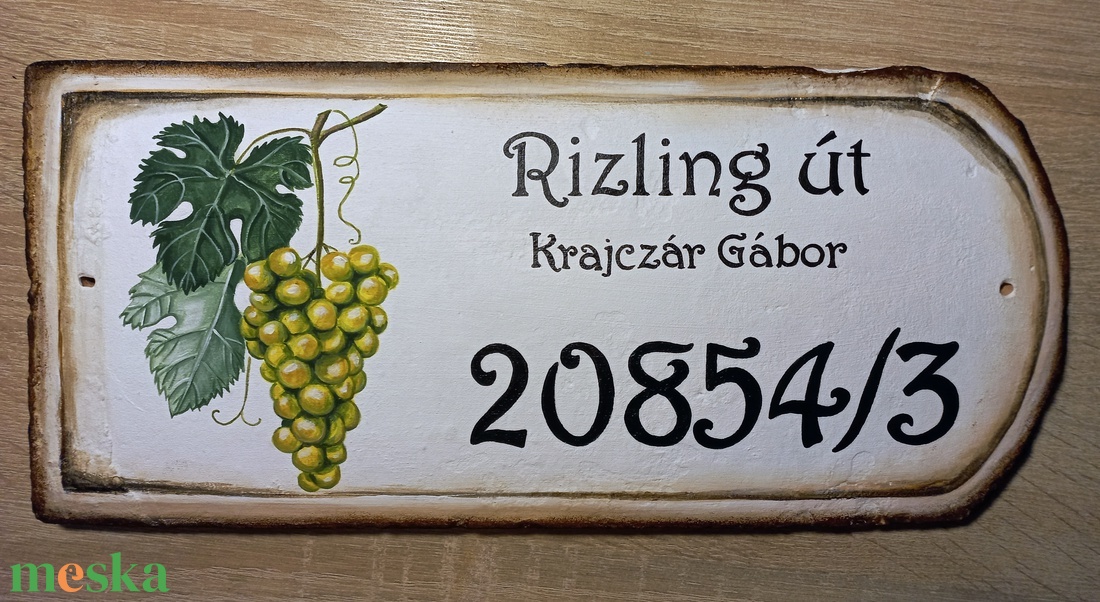 Rizling út
Krajczár Gábor
20854/3
meska